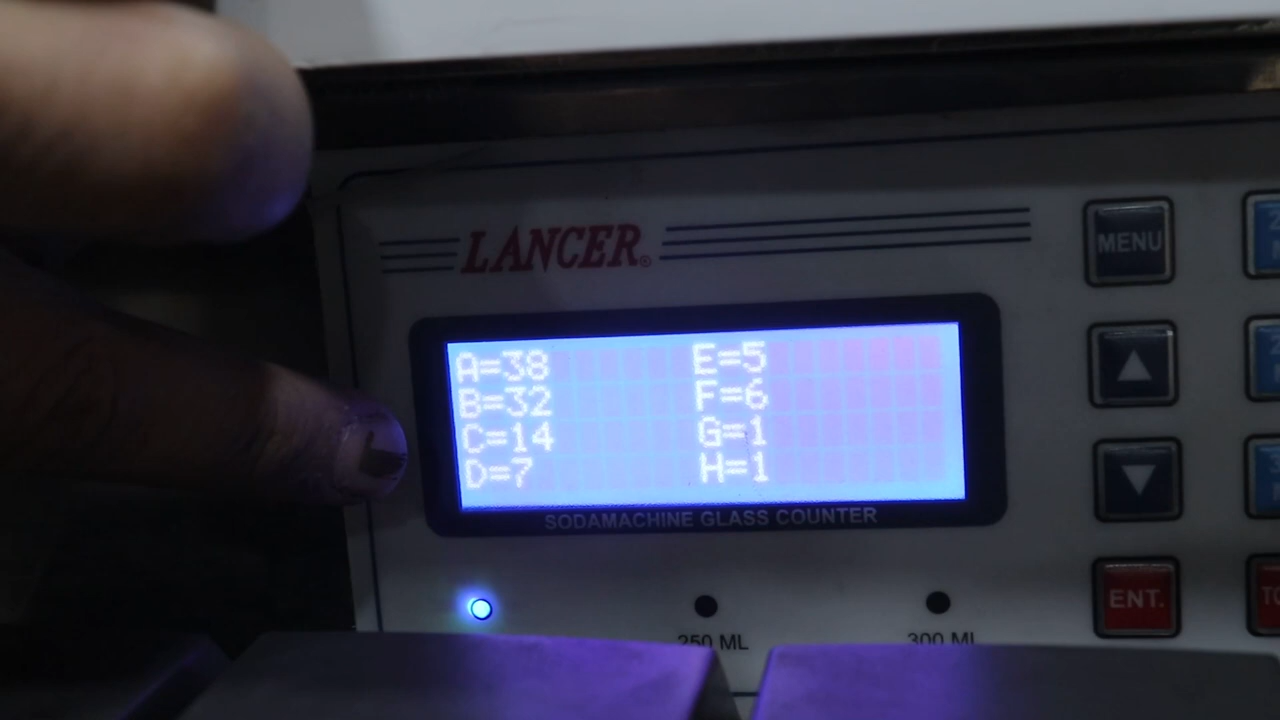 LANCER®
MENU
A=38 E=5
B=32 F=6
C=14 G=1
D=7 H=1
SODAMACHINE GLASS COUNTER
ENT.
250 ML
300 ML